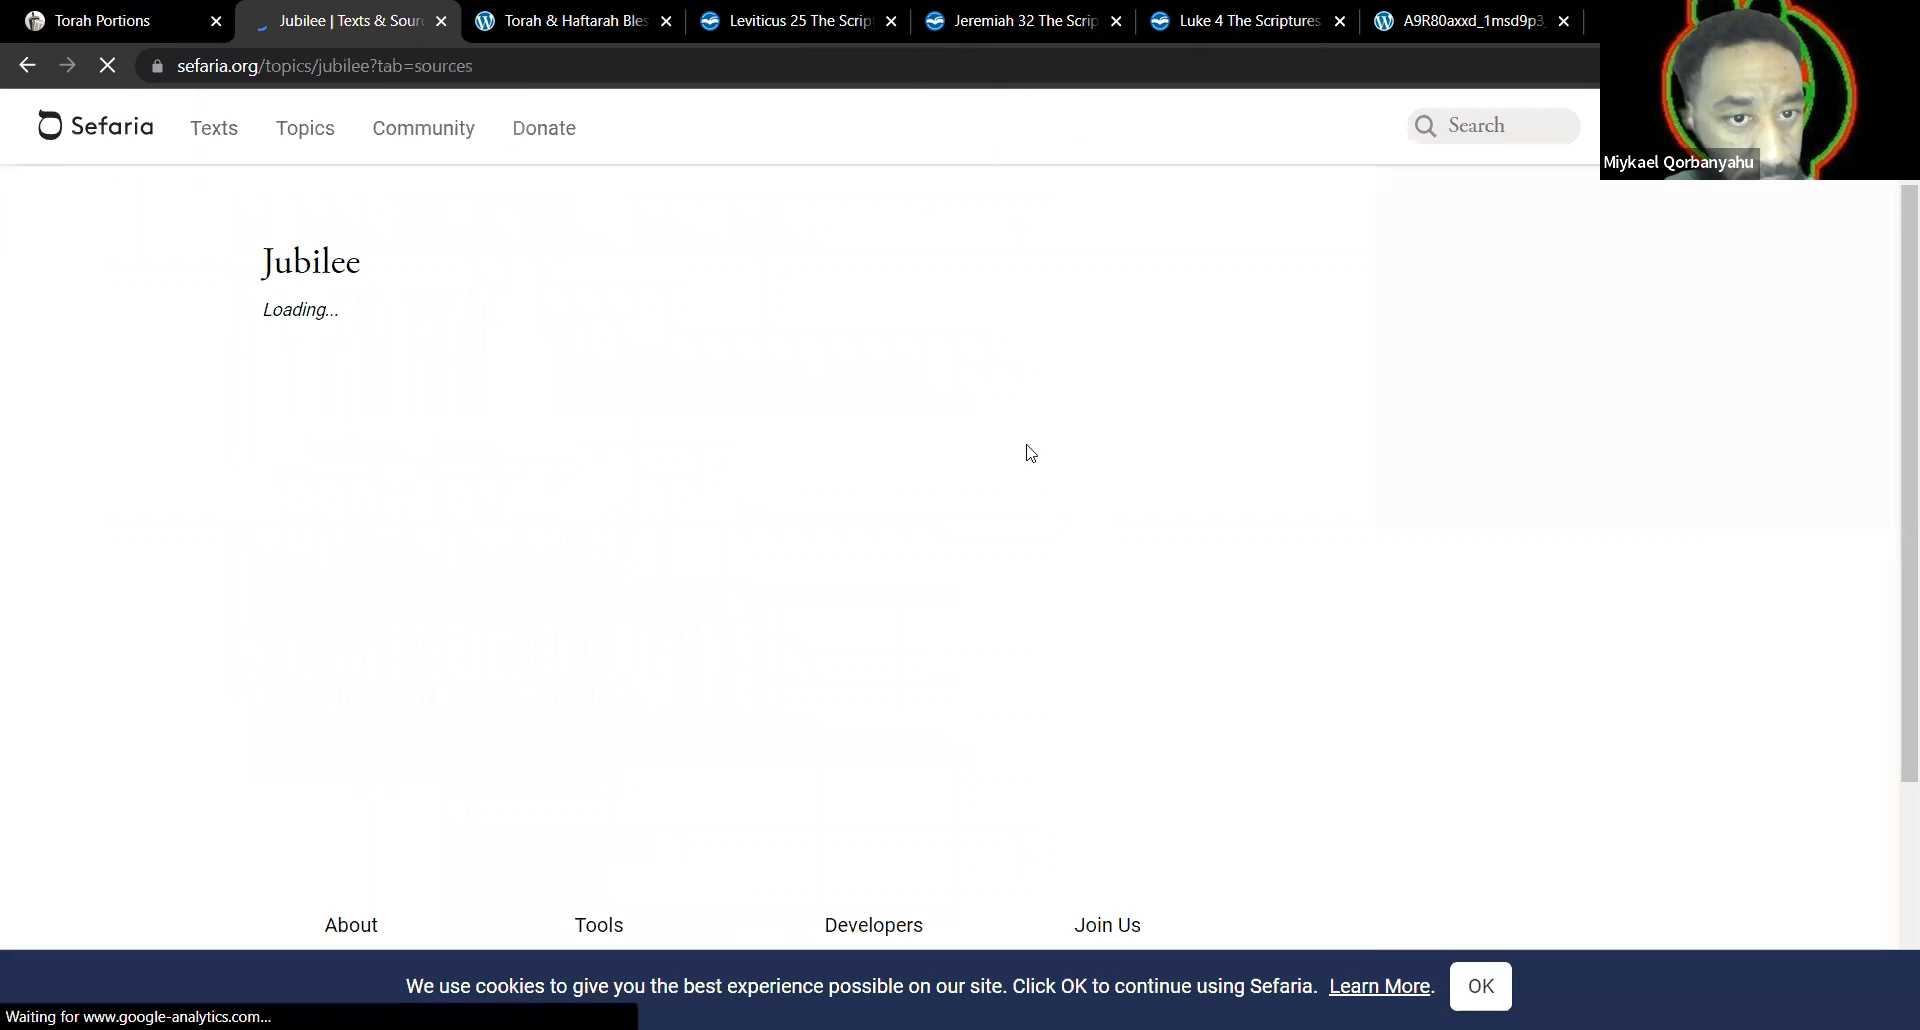 Torah Portions
Jubilee | Texts & Sour
Torah & Haftarah Bles
Leviticus 25 The Script
Jeremiah 32 The Scrip
Luke 4 The Scriptures
A9R80axxd_1msd9p3
sefaria.org/topics/jubilee?tab=sources
Sefaria
Texts
Topics
Community
Donate
Search
Miykael Qorbanyahu
Jubilee
Loading...
About
Tools
Developers
Join Us
We use cookies to give you the best experience possible on our site. Click OK to continue using Sefaria. Learn More.
OK
Waiting for www.google-analytics.com...